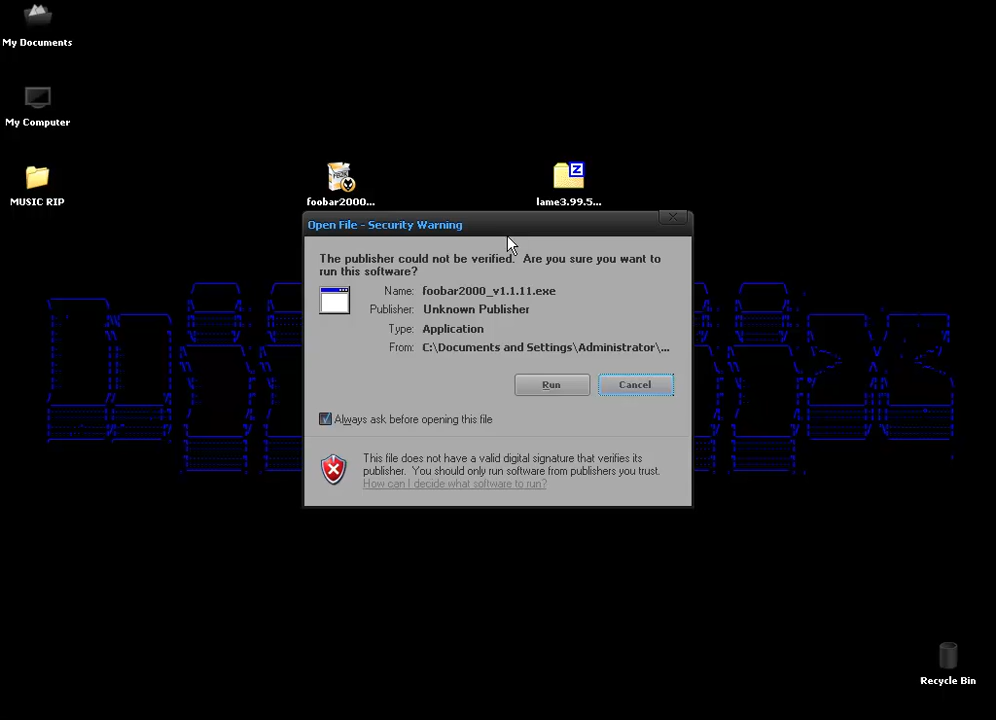 My Documents
My Computer
MUSIC RIP
foobar2000...
lame3.99.5...
Open File - Security Warning
The publisher could not be verified.  Are you sure you want to
run this software?
Name: foobar2000_v1.1.11.exe
Publisher: Unknown Publisher
Type: Application
From: C:\Documents and Settings\Administrator\...
Run
Cancel
Always ask before opening this file
This file does not have a valid digital signature that verifies its
publisher.  You should only run software from publishers you trust.
How can I decide what software to run?
Recycle Bin